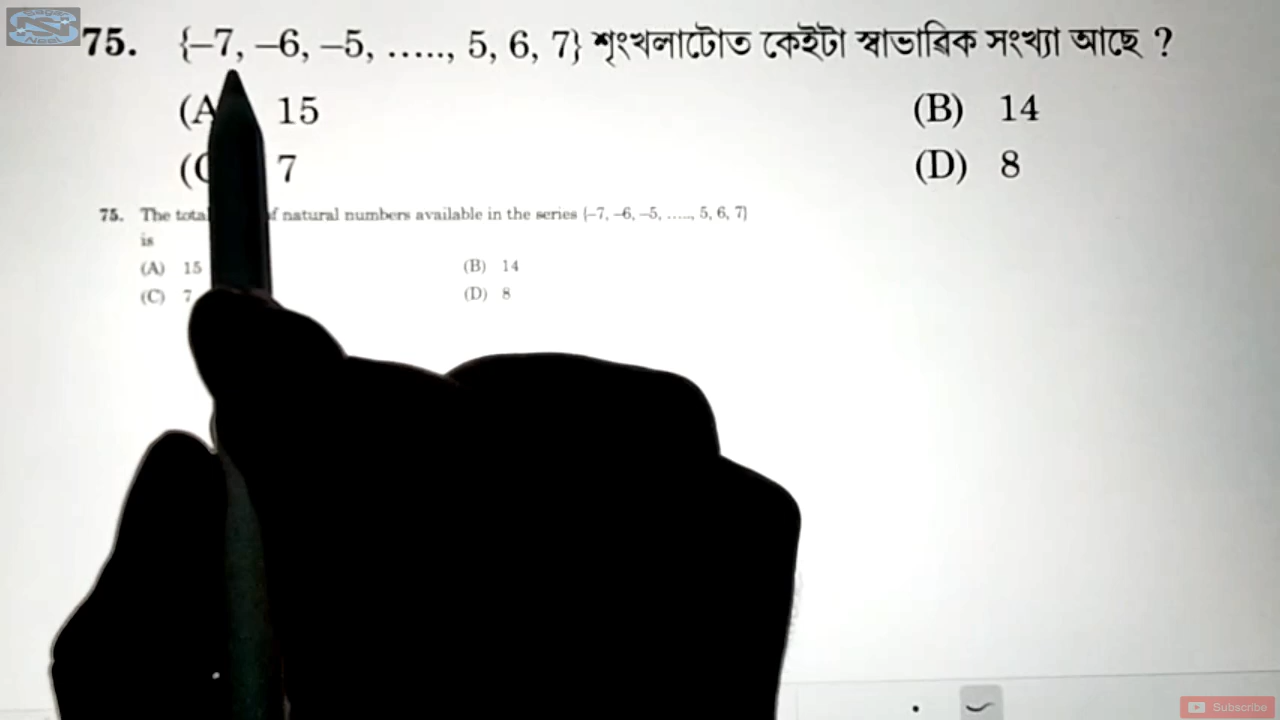 75. {–7, –6, –5, ....., 5, 6, 7} শৃংখলাটোত কেইটা স্বাভাৱিক সংখ্যা আছে ?
(A 15 (B) 14
(C 7 (D) 8
75. The total of natural numbers available in the series {–7, –6, –5, ....., 5, 6, 7}
is
(A) 15 (B) 14
(C) 7 (D) 8
Subscribe